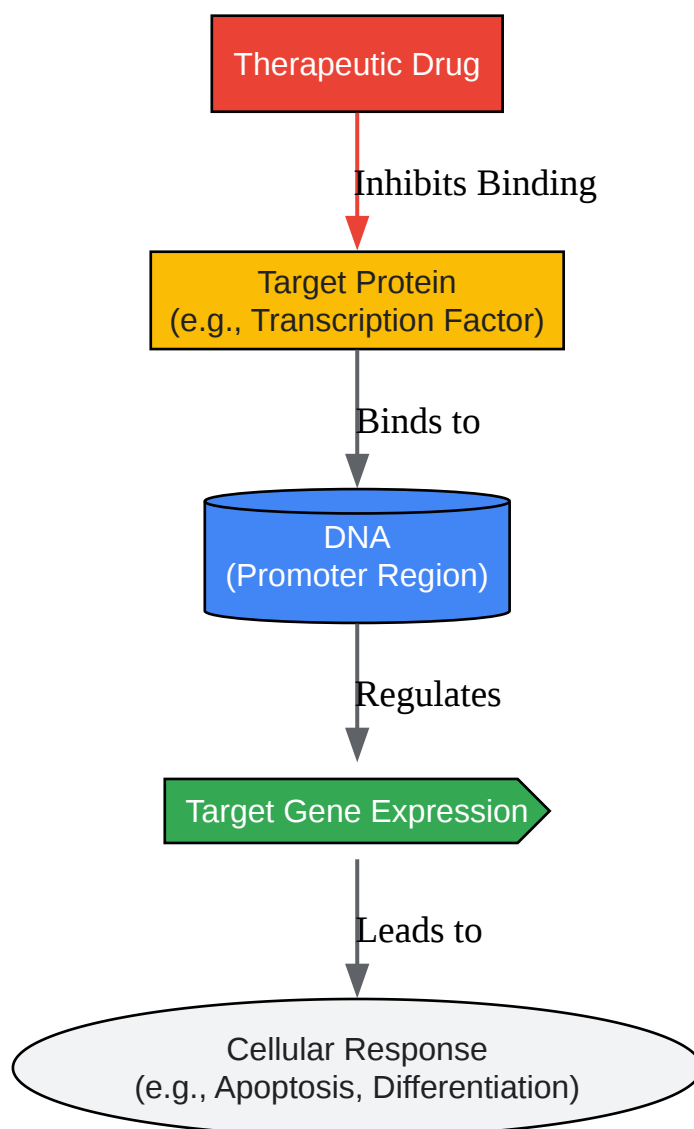 Therapeutic Drug
Inhibits Binding
Target Protein
(e.g., Transcription Factor)
Binds to
DNA
(Promoter Region)
Regulates
Target Gene Expression
Leads to
Cellular Response
(e.g., Apoptosis, Differentiation)